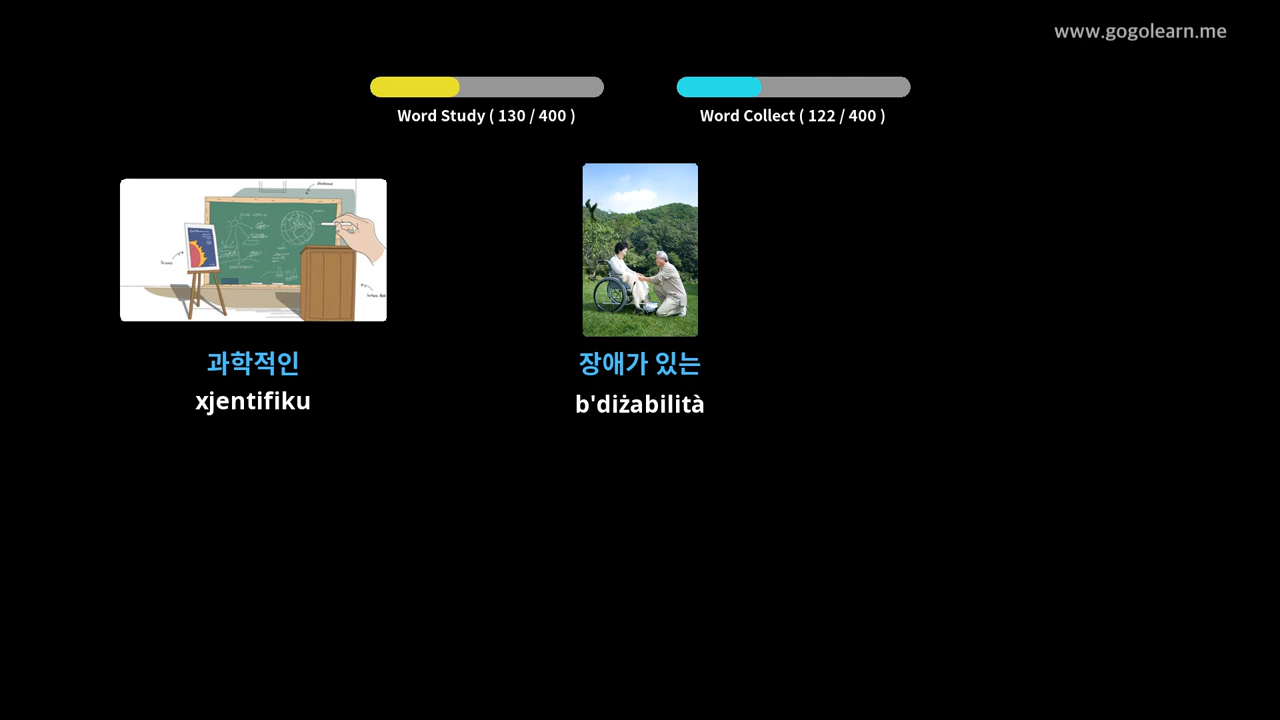 www.gogolearn.me
Word Study ( 130 / 400 )
Word Collect ( 122 / 400 )
과학적인
xjentifiku
장애가 있는
b'diżabilità